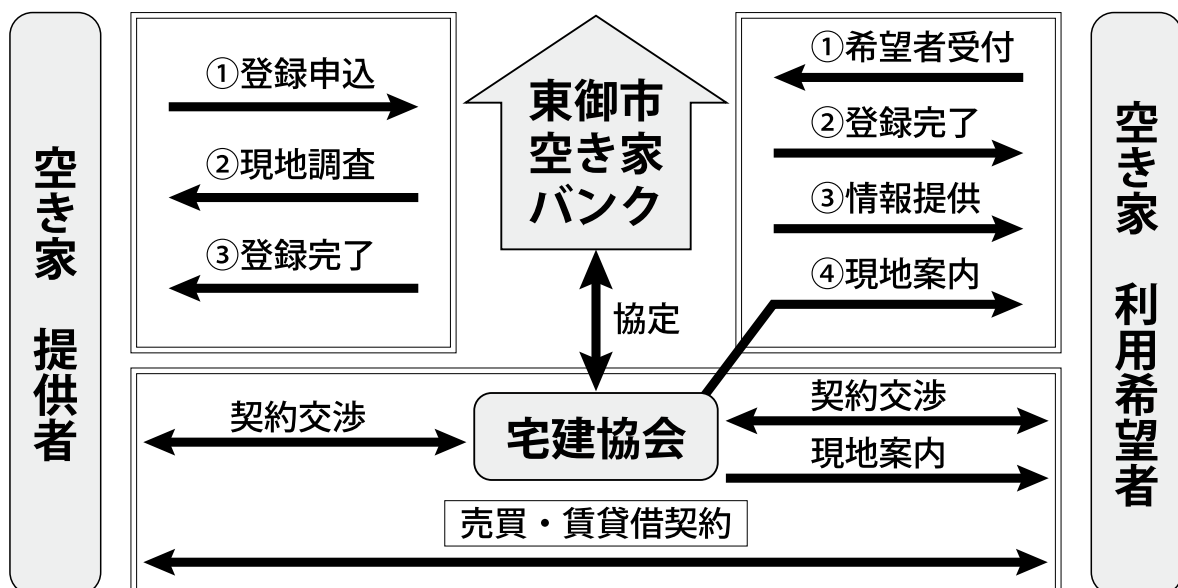 空き家 提供者
①登録申込
②現地調査
③登録完了
東御市
空き家
バンク
協定
①希望者受付
②登録完了
③情報提供
④現地案内
空き家 利用希望者
契約交渉
宅建協会
契約交渉
現地案内
売買・賃貸借契約